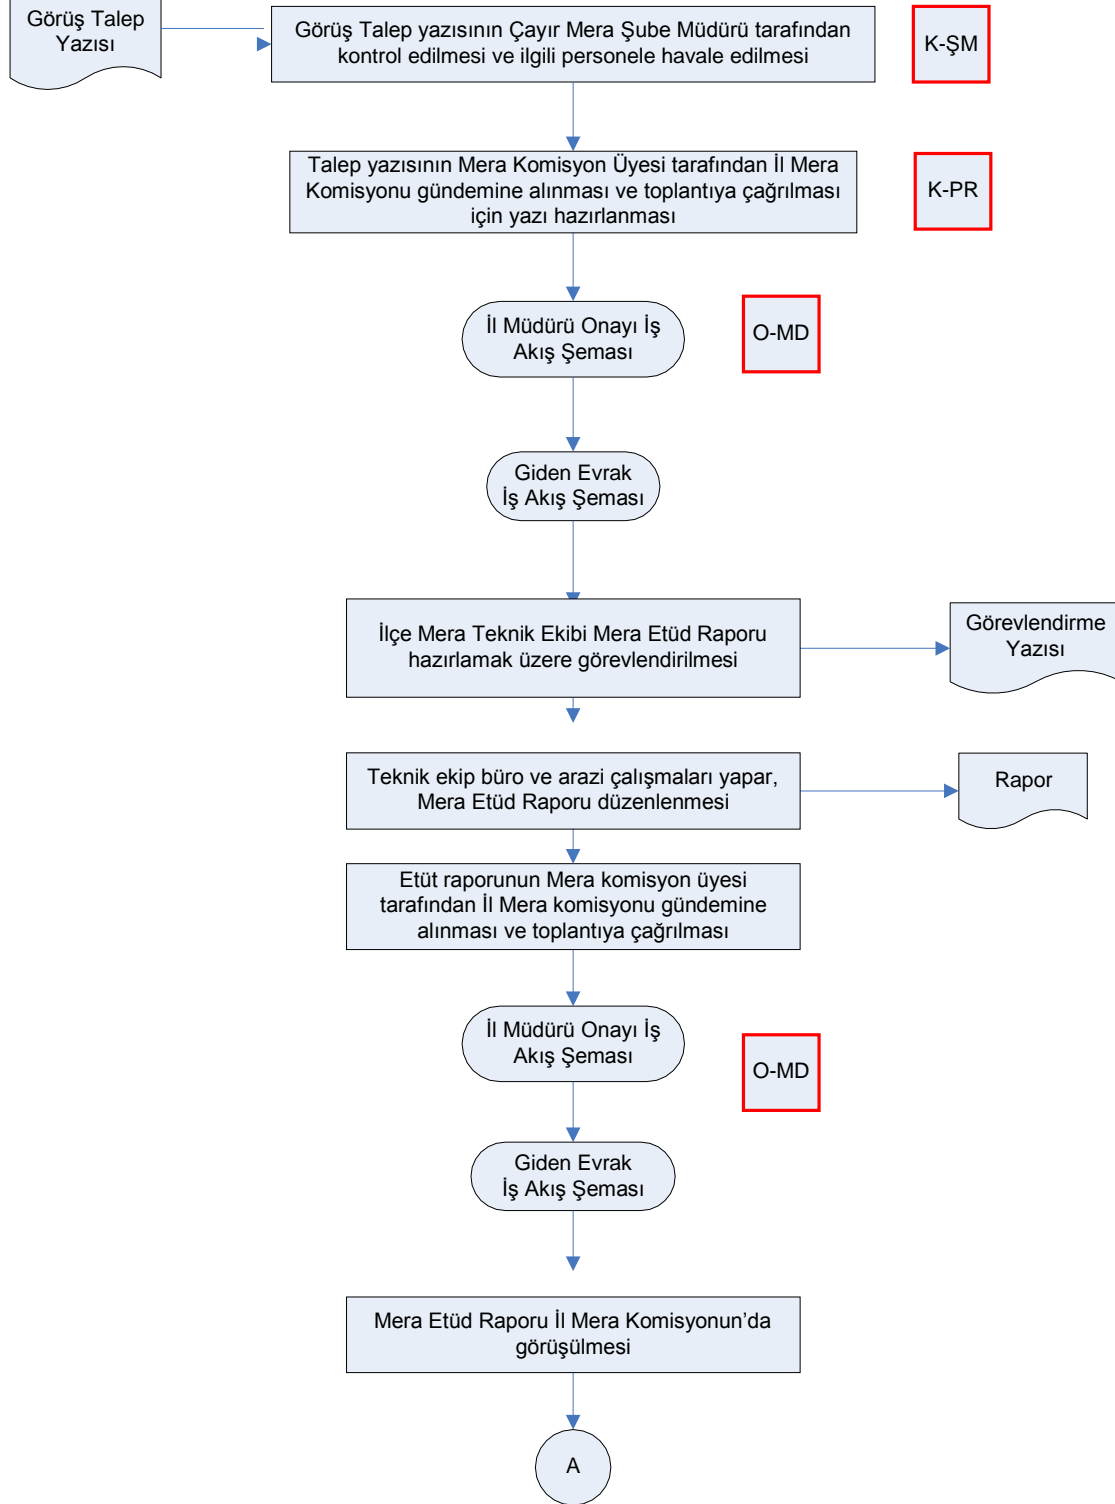 Görüş Talep
Yazısı
Görüş Talep yazısının Çayır Mera Şube Müdürü tarafından
kontrol edilmesi ve ilgili personele havale edilmesi
K-ŞM
Talep yazısının Mera Komisyon Üyesi tarafından İl Mera
Komisyonu gündemine alınması ve toplantıya çağrılması
için yazı hazırlanması
K-PR
İl Müdürü Onayı İş
Akış Şeması
O-MD
Giden Evrak
İş Akış Şeması
İlçe Mera Teknik Ekibi Mera Etüd Raporu
hazırlamak üzere görevlendirilmesi
Görevlendirme
Yazısı
Teknik ekip büro ve arazi çalışmaları yapar,
Mera Etüd Raporu düzenlenmesi
Rapor
Etüt raporunun Mera komisyon üyesi
tarafından İl Mera komisyonu gündemine
alınması ve toplantıya çağrılması
İl Müdürü Onayı İş
Akış Şeması
O-MD
Giden Evrak
İş Akış Şeması
Mera Etüd Raporu İl Mera Komisyonun’da
görüşülmesi
A